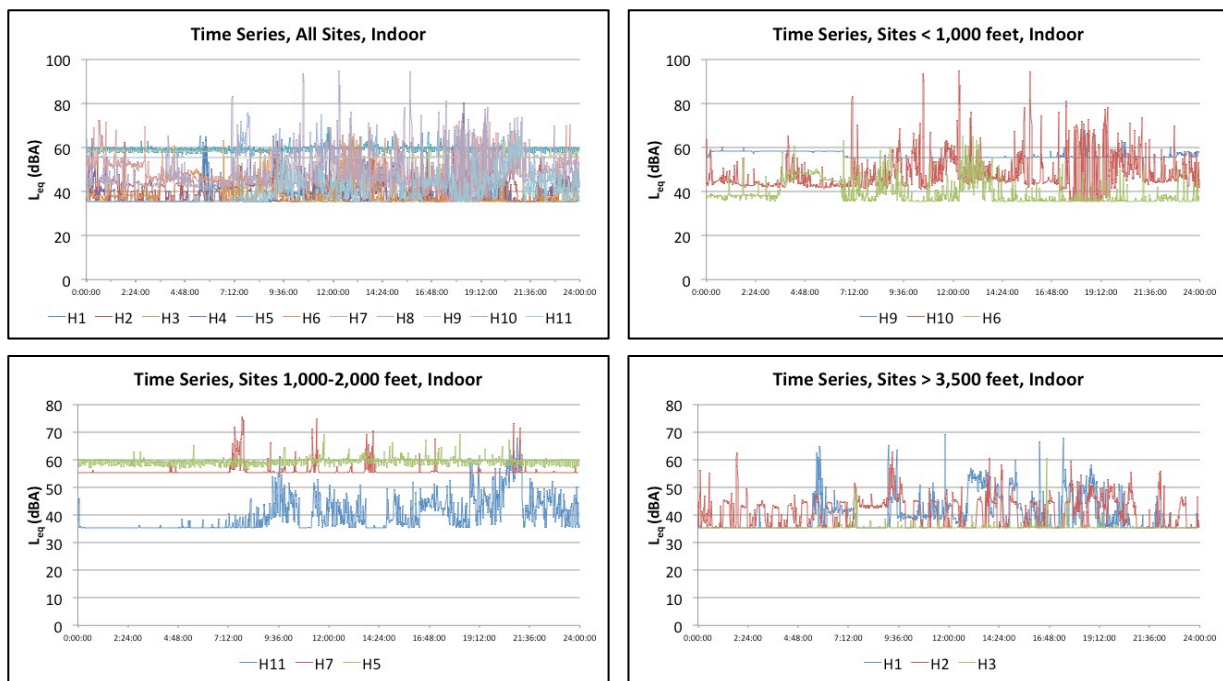 Time Series, All Sites, Indoor
100
80
60
40
20
0
Leq (dBA)
0:00:00 2:24:00 4:48:00 7:12:00 9:36:00 12:00:00 14:24:00 16:48:00 19:12:00 21:36:00 24:00:00
H1 H2 H3 H4 H5 H6 H7 H8 H9 H10 H11
Time Series, Sites < 1,000 feet, Indoor
100
80
60
40
20
0
Leq (dBA)
0:00:00 2:24:00 4:48:00 7:12:00 9:36:00 12:00:00 14:24:00 16:48:00 19:12:00 21:36:00 24:00:00
H9 H10 H6
Time Series, Sites 1,000-2,000 feet, Indoor
80
70
60
50
40
30
20
10
0
Leq (dBA)
0:00:00 2:24:00 4:48:00 7:12:00 9:36:00 12:00:00 14:24:00 16:48:00 19:12:00 21:36:00 24:00:00
H11 H7 H5
Time Series, Sites > 3,500 feet, Indoor
80
70
60
50
40
30
20
10
0
Leq (dBA)
0:00:00 2:24:00 4:48:00 7:12:00 9:36:00 12:00:00 14:24:00 16:48:00 19:12:00 21:36:00 24:00:00
H1 H2 H3